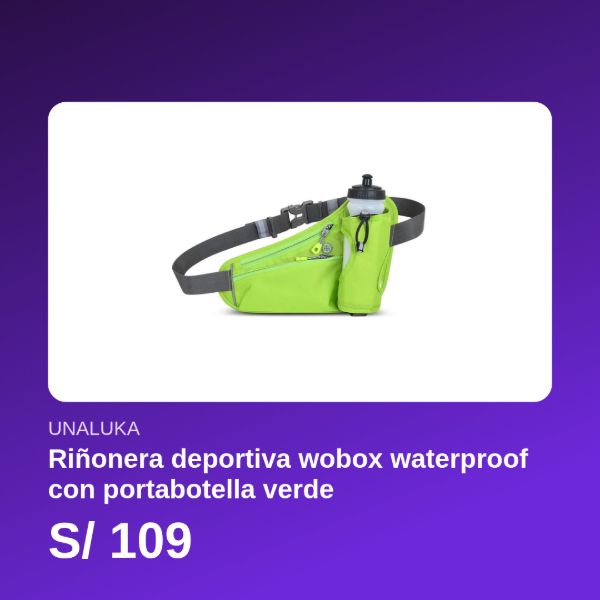 UNALUKA
Riñonera deportiva wobox waterproof
con portabotella verde
S/ 109